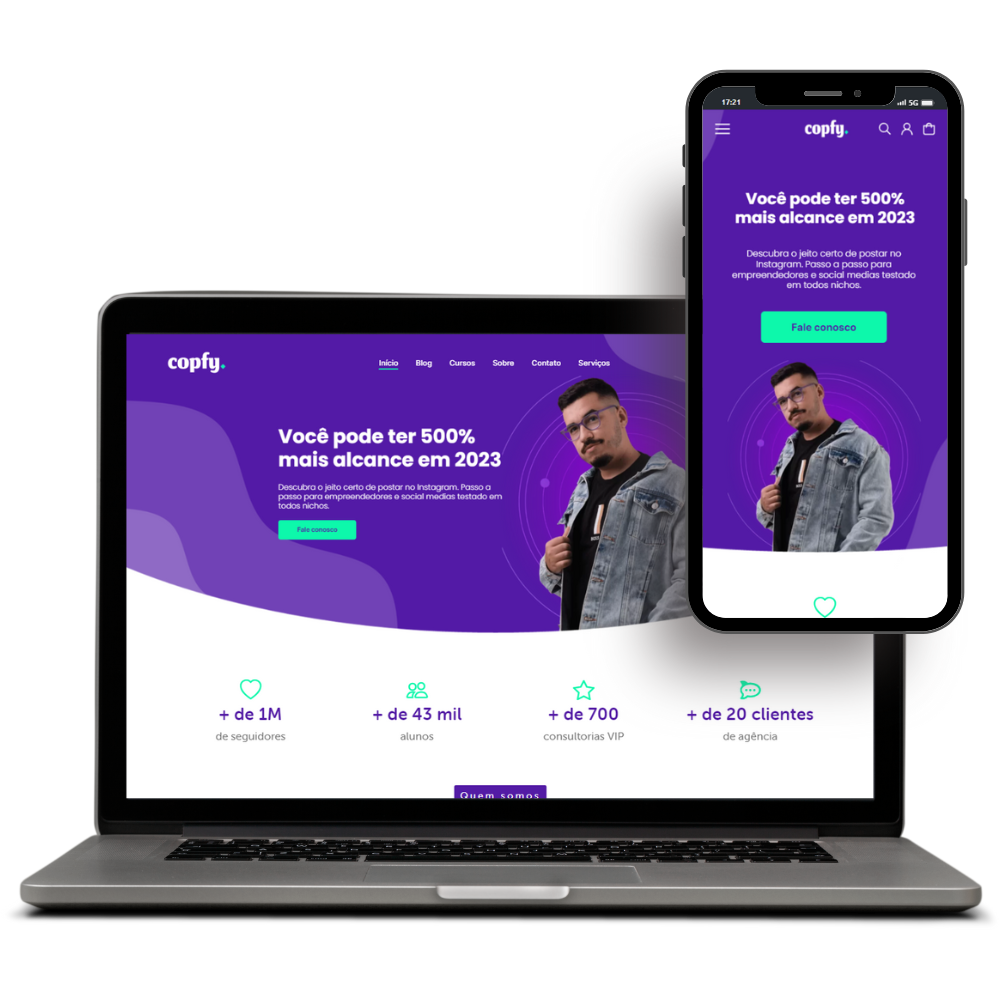 17:21
5G
copfy.
Você pode ter 500%
mais alcance em 2023
Descubra o jeito certo de postar no
Instagram. Passo a passo para
empreendedores e social medias testado
em todos nichos.
Fale conosco
copfy.
Início Blog Cursos Sobre Contato Serviços
Você pode ter 500%
mais alcance em 2023
Descubra o jeito certo de postar no Instagram. Passo a
passo para empreendedores e social medias testado em
todos nichos.
Fale conosco
+ de 1M
de seguidores
+ de 43 mil
alunos
+ de 700
consultorias VIP
+ de 20 clientes
de agência
Quem somos